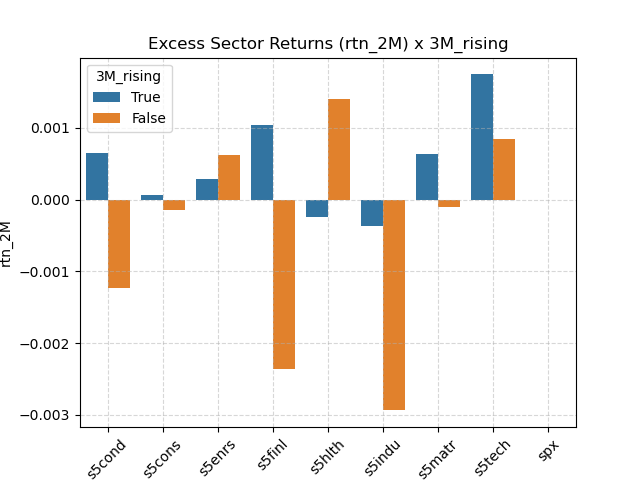 Excess Sector Returns (rtn_2M) x 3M_rising
3M_rising
True
False
rtn_2M
0.001
0.000
−0.001
−0.002
−0.003
s5cond
s5cons
s5enrs
s5finl
s5hlth
s5indu
s5matr
s5tech
spx